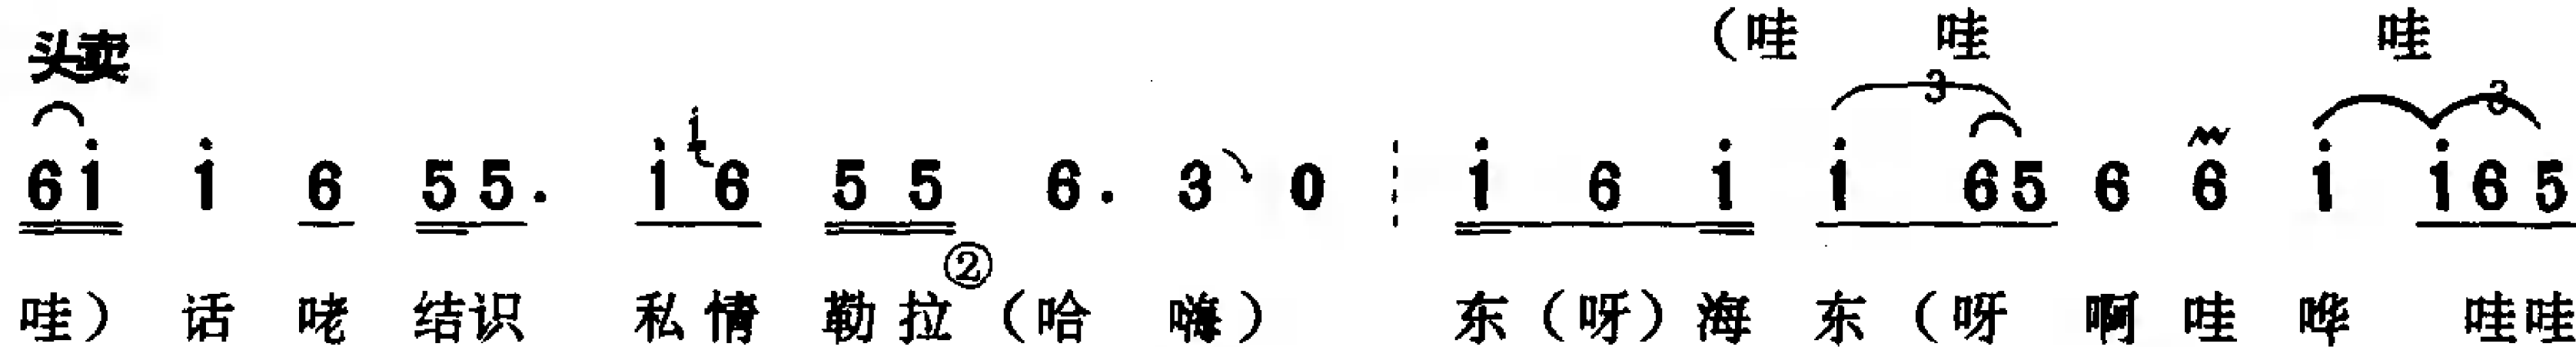 头卖 （哇 哇 哇
3 3
i
6i i 6 55. i6 55 6. 3 0 i 6 i i 65 6 6 i i65
②
哇） 话 咾 结识 私情 勒拉 （哈 嗨） 东（呀）海 东（呀 啊 哇 哗 哇哇